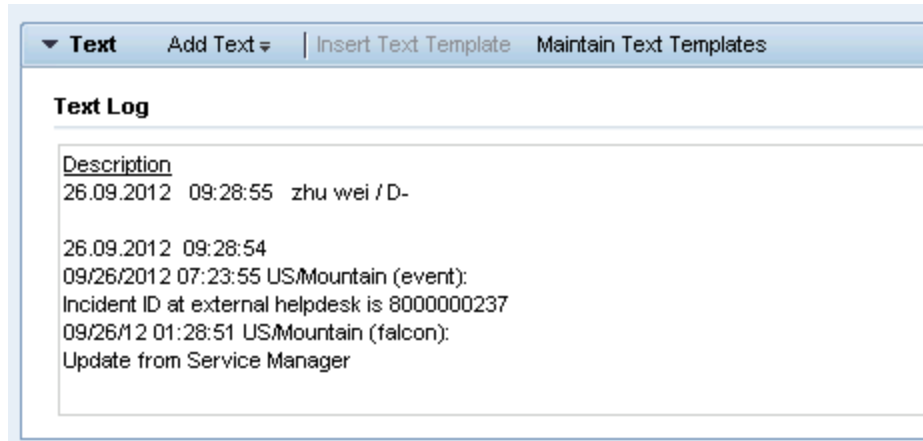 Text Add Text Insert Text Template Maintain Text Templates
Text Log
Description
26.09.2012 09:28:55 zhu wei / D-
26.09.2012 09:28:54
09/26/2012 07:23:55 US/Mountain (event):
Incident ID at external helpdesk is 8000000237
09/26/12 01:28:51 US/Mountain (falcon):
Update from Service Manager